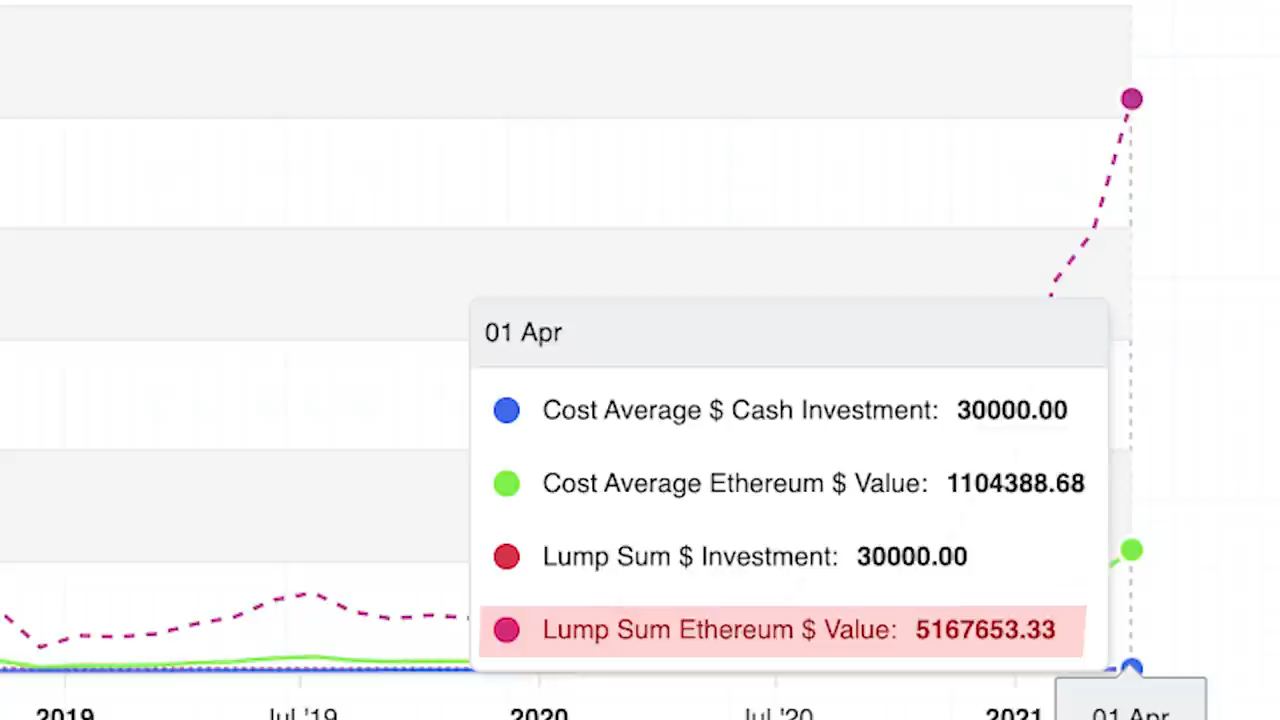 01 Apr
Cost Average $ Cash Investment: 30000.00
Cost Average Ethereum $ Value: 1104388.68
Lump Sum $ Investment: 30000.00
Lump Sum Ethereum $ Value: 5167653.33
2019 Jul '19 2020 Jul '20 2021 01 Apr